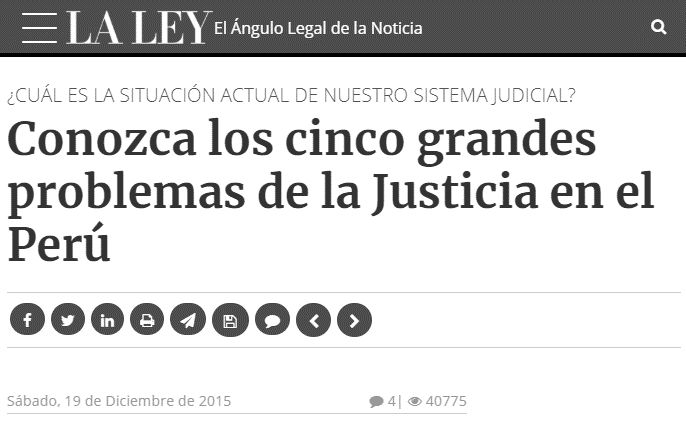 LA LEY El Ángulo Legal de la Noticia
¿CUÁL ES LA SITUACIÓN ACTUAL DE NUESTRO SISTEMA JUDICIAL?
Conozca los cinco grandes
problemas de la Justicia en el
Perú
Sábado, 19 de Diciembre de 2015 4| 40775